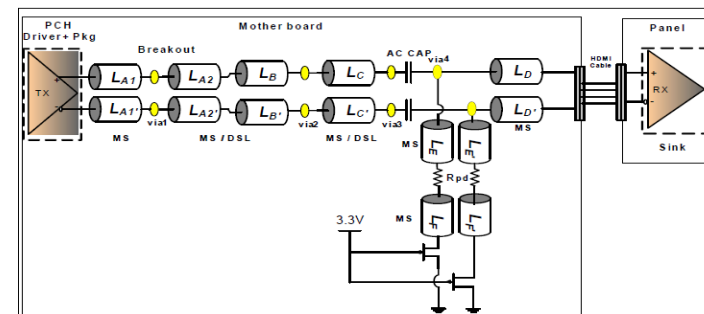 PCH
Driver+ Pkg
Mother board
Panel
Breakout
AC CAP
via4
HDMI
Cable
TX
+
-
LA1
LA2
LB
LC
LD
+
-
RX
LA1'
LA2'
LB'
LC'
LD'
MS
via1
MS / DSL
via2
MS / DSL
via3
MS
MS
Sink
LE
LE'
Rpd
3.3V
MS
LF
LF'